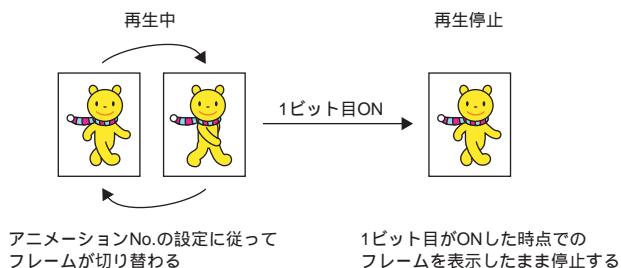 再生中
再生停止
1ビット目ON
アニメーションNo.の設定に従って
フレームが切り替わる
1ビット目がONした時点での
フレームを表示したまま停止する